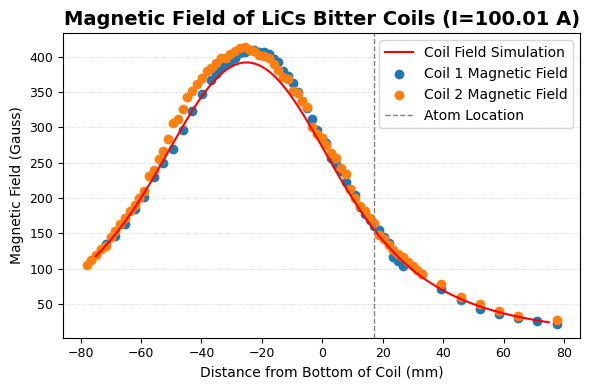 Magnetic Field of LiCs Bitter Coils (I=100.01 A)
Coil Field Simulation
Coil 1 Magnetic Field
Coil 2 Magnetic Field
Atom Location
Magnetic Field (Gauss)
400
350
300
250
200
150
100
50
−80 −60 −40 −20 0 20 40 60 80
Distance from Bottom of Coil (mm)